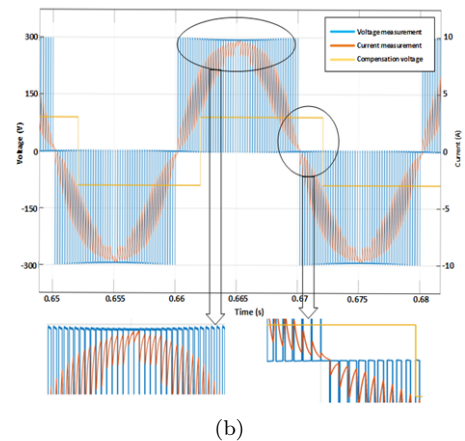 300
150
0
-150
-300
Voltage (V)
10
5
0
-5
-10
Current (A)
Voltage measurement
Current measurement
Compensation voltage
0.65 0.655 0.66 0.665 0.67 0.675 0.68
Time (s)
(b)